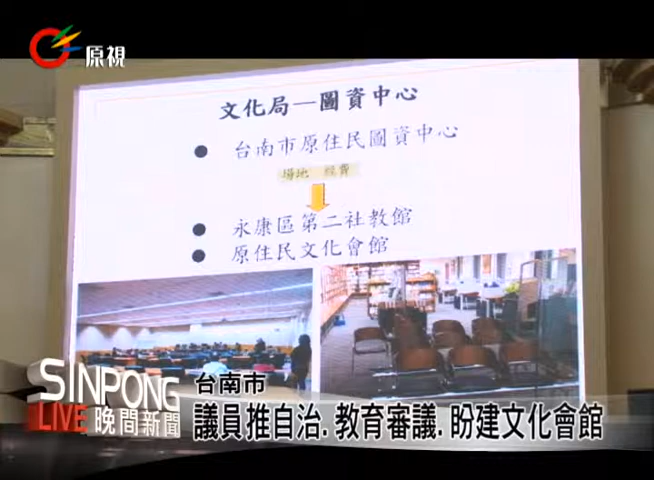 原視
文化局—圖資中心
● 台南市原住民圖資中心
場地 經費
● 永康區第二社教館
● 原住民文化會館
SINPONG
LIVE 晚間新聞
台南市
議員推自治.教育審議.盼建文化會館